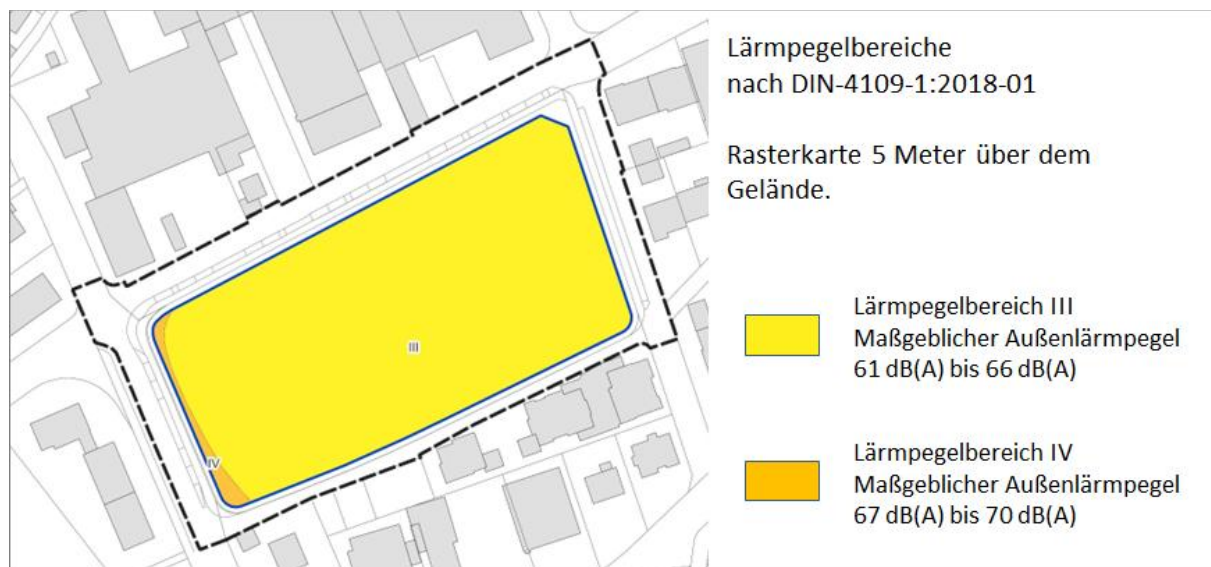 Lärmpegelbereiche
nach DIN-4109-1:2018-01
Rasterkarte 5 Meter über dem
Gelände.
III
IV
Lärmpegelbereich III
Maßgeblicher Außenlärmpegel
61 dB(A) bis 66 dB(A)
Lärmpegelbereich IV
Maßgeblicher Außenlärmpegel
67 dB(A) bis 70 dB(A)